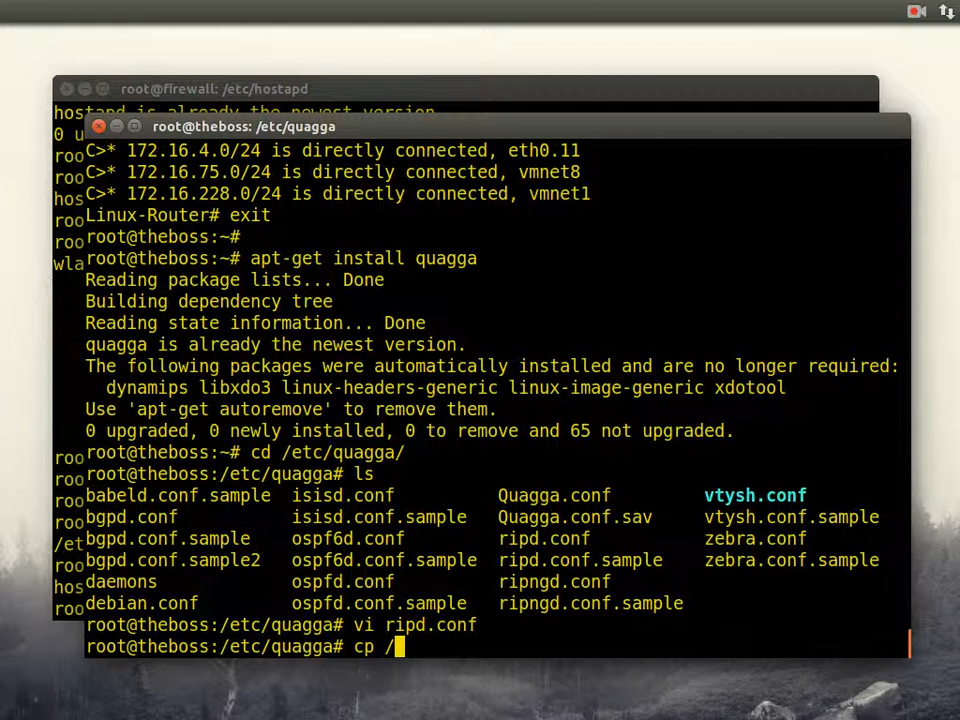 root@firewall: /etc/hostapd
hostapd is already the newest version.
0 u
roo
roo
hos
roo
roo
wla
roo
roo
roo
roo
/et
roo
hos
roo
root@theboss: /etc/quagga
C>* 172.16.4.0/24 is directly connected, eth0.11
C>* 172.16.75.0/24 is directly connected, vmnet8
C>* 172.16.228.0/24 is directly connected, vmnet1
Linux-Router# exit
root@theboss:~#
root@theboss:~# apt-get install quagga
Reading package lists... Done
Building dependency tree
Reading state information... Done
quagga is already the newest version.
The following packages were automatically installed and are no longer required:
dynamips libxdo3 linux-headers-generic linux-image-generic xdotool
Use 'apt-get autoremove' to remove them.
0 upgraded, 0 newly installed, 0 to remove and 65 not upgraded.
root@theboss:~# cd /etc/quagga/
root@theboss:/etc/quagga# ls
babeld.conf.sample isisd.conf Quagga.conf vtysh.conf
bgpd.conf isisd.conf.sample Quagga.conf.sav vtysh.conf.sample
bgpd.conf.sample ospf6d.conf ripd.conf zebra.conf
bgpd.conf.sample2 ospf6d.conf.sample ripd.conf.sample zebra.conf.sample
daemons ospfd.conf ripngd.conf
debian.conf ospfd.conf.sample ripngd.conf.sample
root@theboss:/etc/quagga# vi ripd.conf
root@theboss:/etc/quagga# cp /